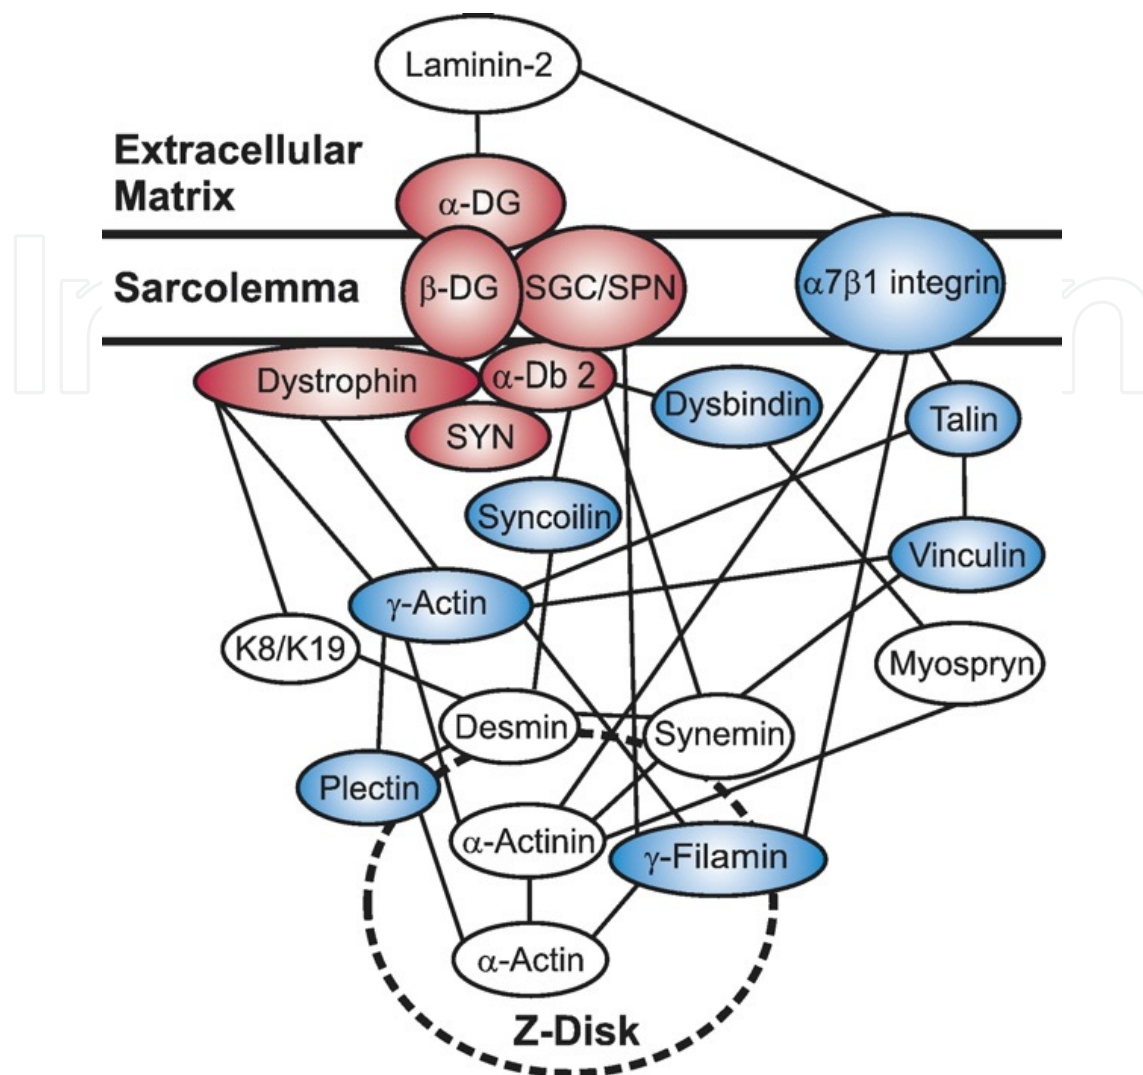 Laminin-2
Extracellular
Matrix
α-DG
Sarcolemma
β-DG
SGC/SPN
α7β1 integrin
Dystrophin
α-Db 2
Dysbindin
Talin
SYN
Syncoilin
Vinculin
γ-Actin
K8/K19
Myospryn
Desmin
Synemin
Plectin
α-Actinin
γ-Filamin
α-Actin
Z-Disk